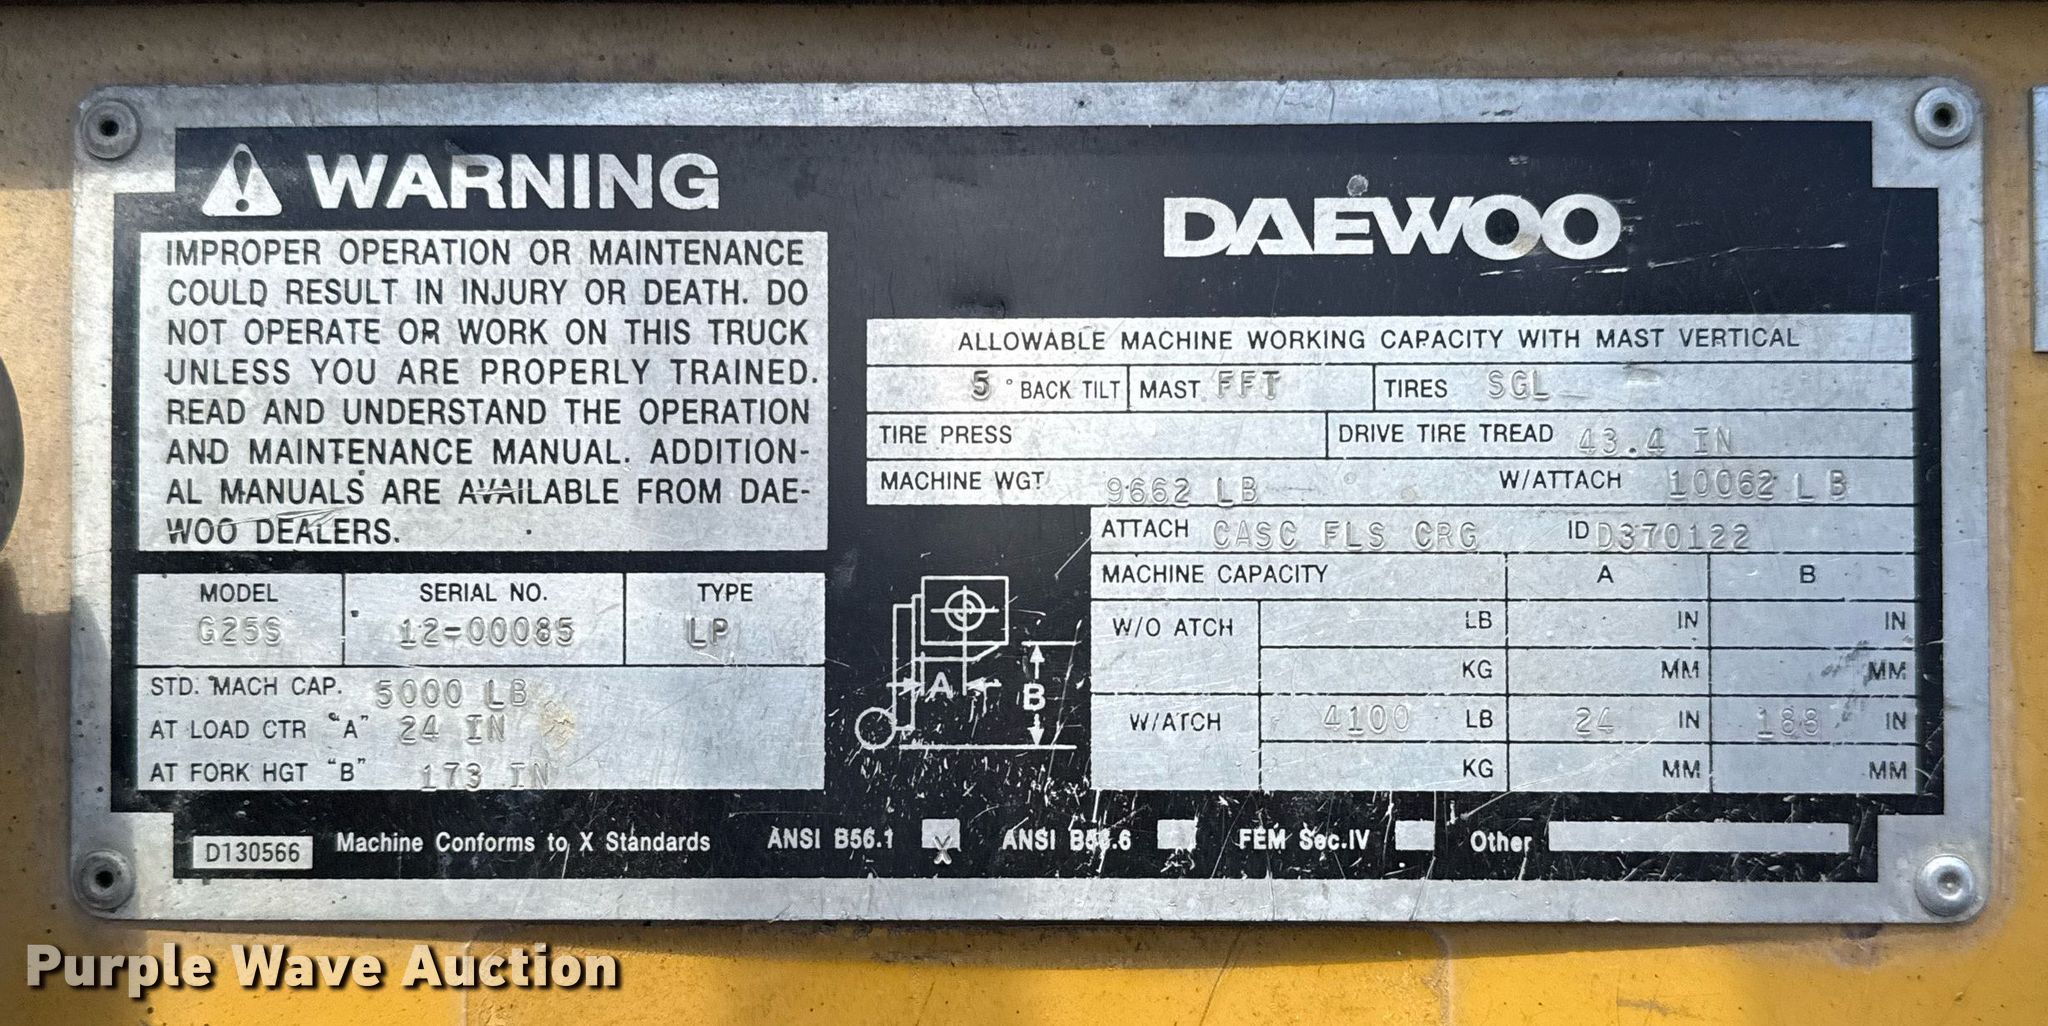 WARNING
IMPROPER OPERATION OR MAINTENANCE
COULD RESULT IN INJURY OR DEATH. DO
NOT OPERATE OR WORK ON THIS TRUCK
UNLESS YOU ARE PROPERLY TRAINED.
READ AND UNDERSTAND THE OPERATION
AND MAINTENANCE MANUAL. ADDITION-
AL MANUALS ARE AVAILABLE FROM DAE-
WOO DEALERS.
MODEL SERIAL NO. TYPE
G25S 12-00085 LP
STD. MACH CAP. 5000 LB
AT LOAD CTR "A" 24 IN
AT FORK HGT "B" 173 IN
DAEWOO
ALLOWABLE MACHINE WORKING CAPACITY WITH MAST VERTICAL
5 ° BACK TILT MAST FFT TIRES SGL
TIRE PRESS DRIVE TIRE TREAD 43.4 IN
MACHINE WGT 9662 LB W/ATTACH 10062 LB
ATTACH CASC FLS CRG ID D370122
MACHINE CAPACITY A B
W/O ATCH LB IN IN
KG MM MM
W/ATCH 4100 LB 24 IN 188 IN
KG MM MM
A
B
D130566 Machine Conforms to X Standards ANSI B56.1 X ANSI B56.6 FEM Sec.IV Other
Purple Wave Auction